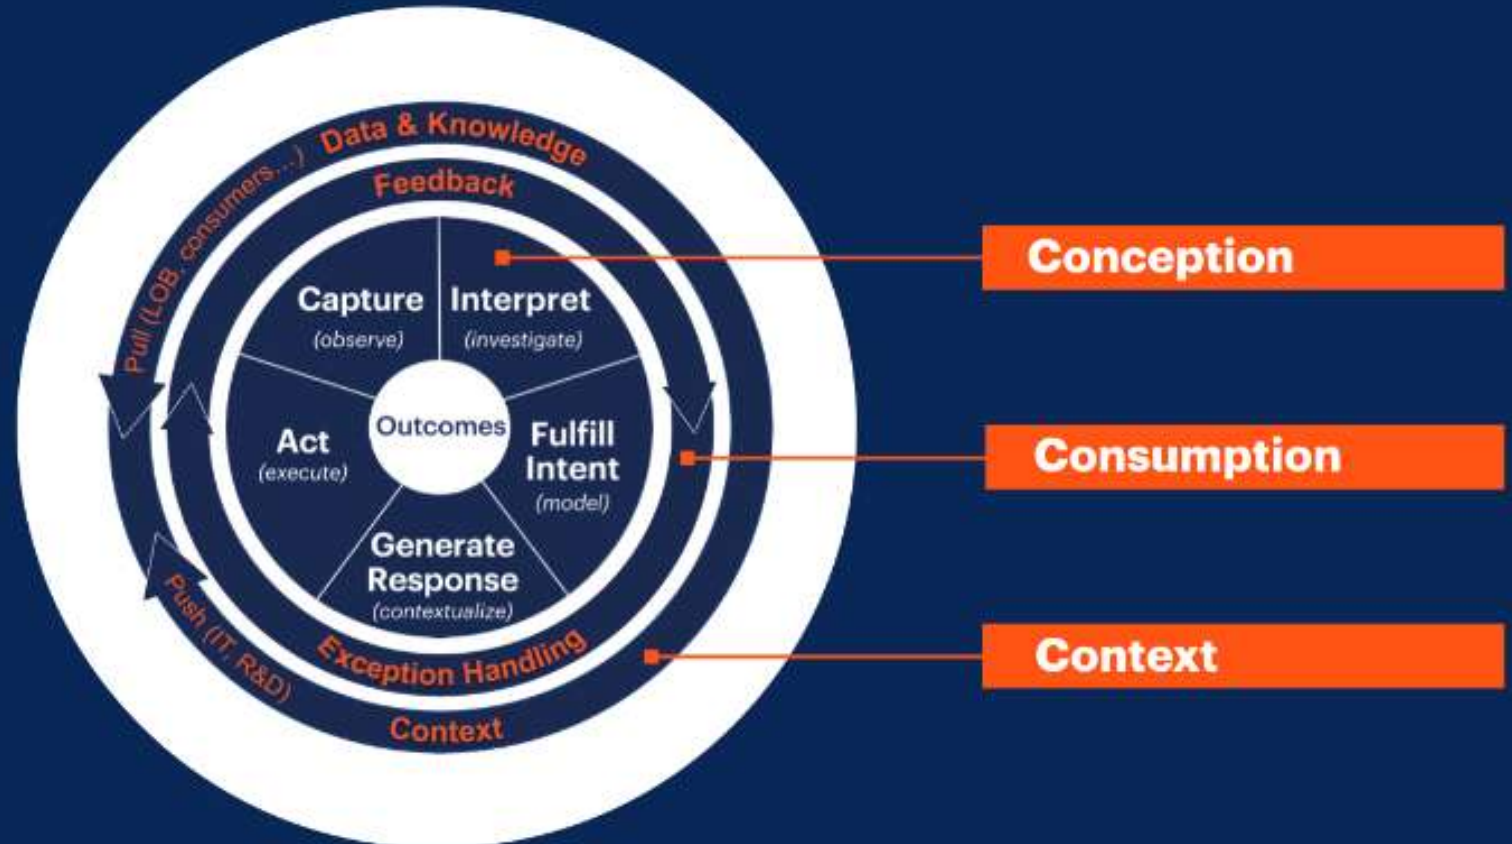 Data & Knowledge
Pull (LOB, consumers...)
Feedback
Capture
(observe)
Interpret
(investigate)
Outcomes
Act
(execute)
Fulfill
Intent
(model)
Generate
Response
(contextualize)
Exception Handling
Push (IT, R&D)
Context
Conception
Consumption
Context